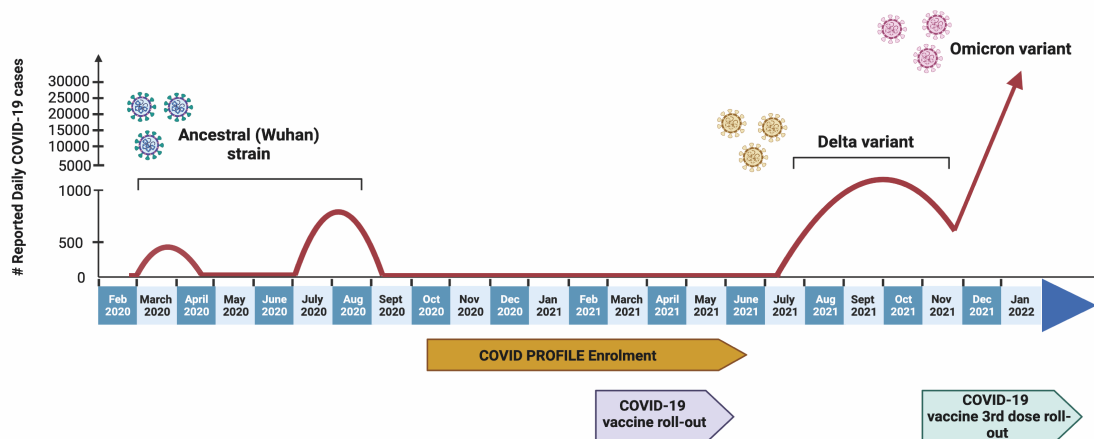 # Reported Daily COVID-19 cases
30000
25000
20000
15000
10000
5000
1000
500
0
Ancestral (Wuhan)
strain
Delta variant
Omicron variant
Feb
2020
March
2020
April
2020
May
2020
June
2020
July
2020
Aug
2020
Sept
2020
Oct
2020
Nov
2020
Dec
2020
Jan
2021
Feb
2021
March
2021
April
2021
May
2021
June
2021
July
2021
Aug
2021
Sept
2021
Oct
2021
Nov
2021
Dec
2021
Jan
2022
COVID PROFILE Enrolment
COVID-19
vaccine roll-out
COVID-19
vaccine 3rd dose roll-
out